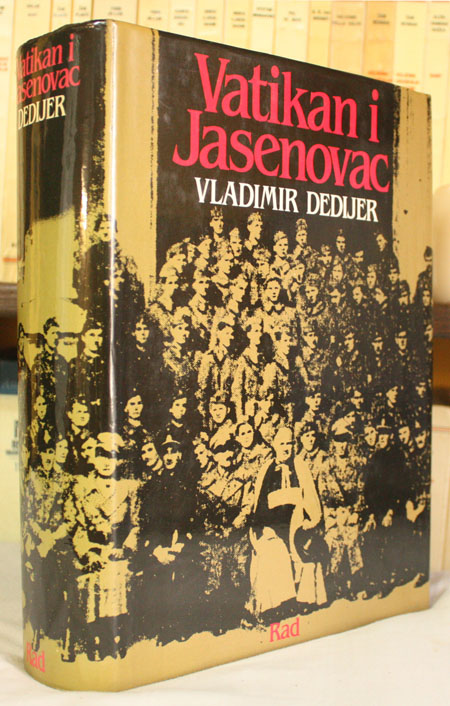 Vatikan i
Jasenovac
VLADIMIR DEDIJER
Rad
Vatikan i
Jasenovac
DEDIJER
Rad